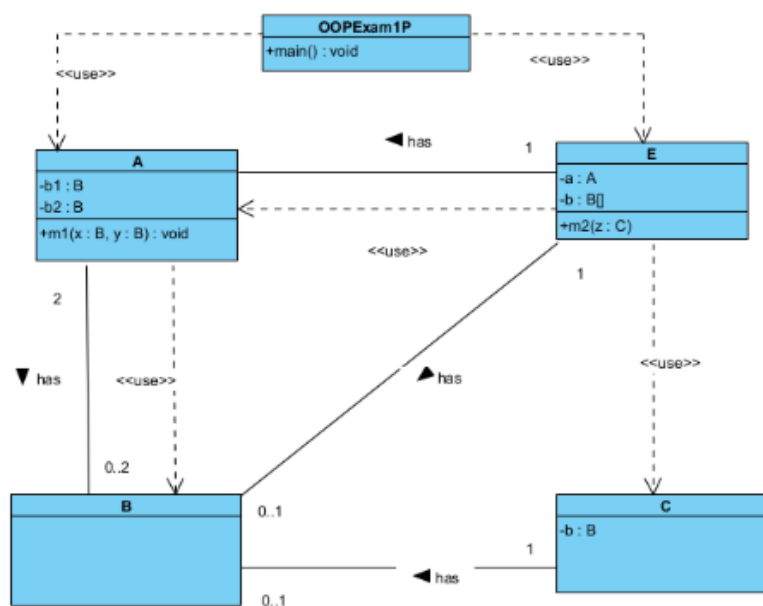 OOPExam1P
+main() : void
<<use>>
<<use>>
has
1
A
-b1 : B
-b2 : B
+m1(x : B, y : B) : void
E
-a : A
-b : B[]
+m2(z : C)
<<use>>
2
1
has
<<use>>
has
<<use>>
0..2
B
0..1
C
-b : B
1
has
0..1